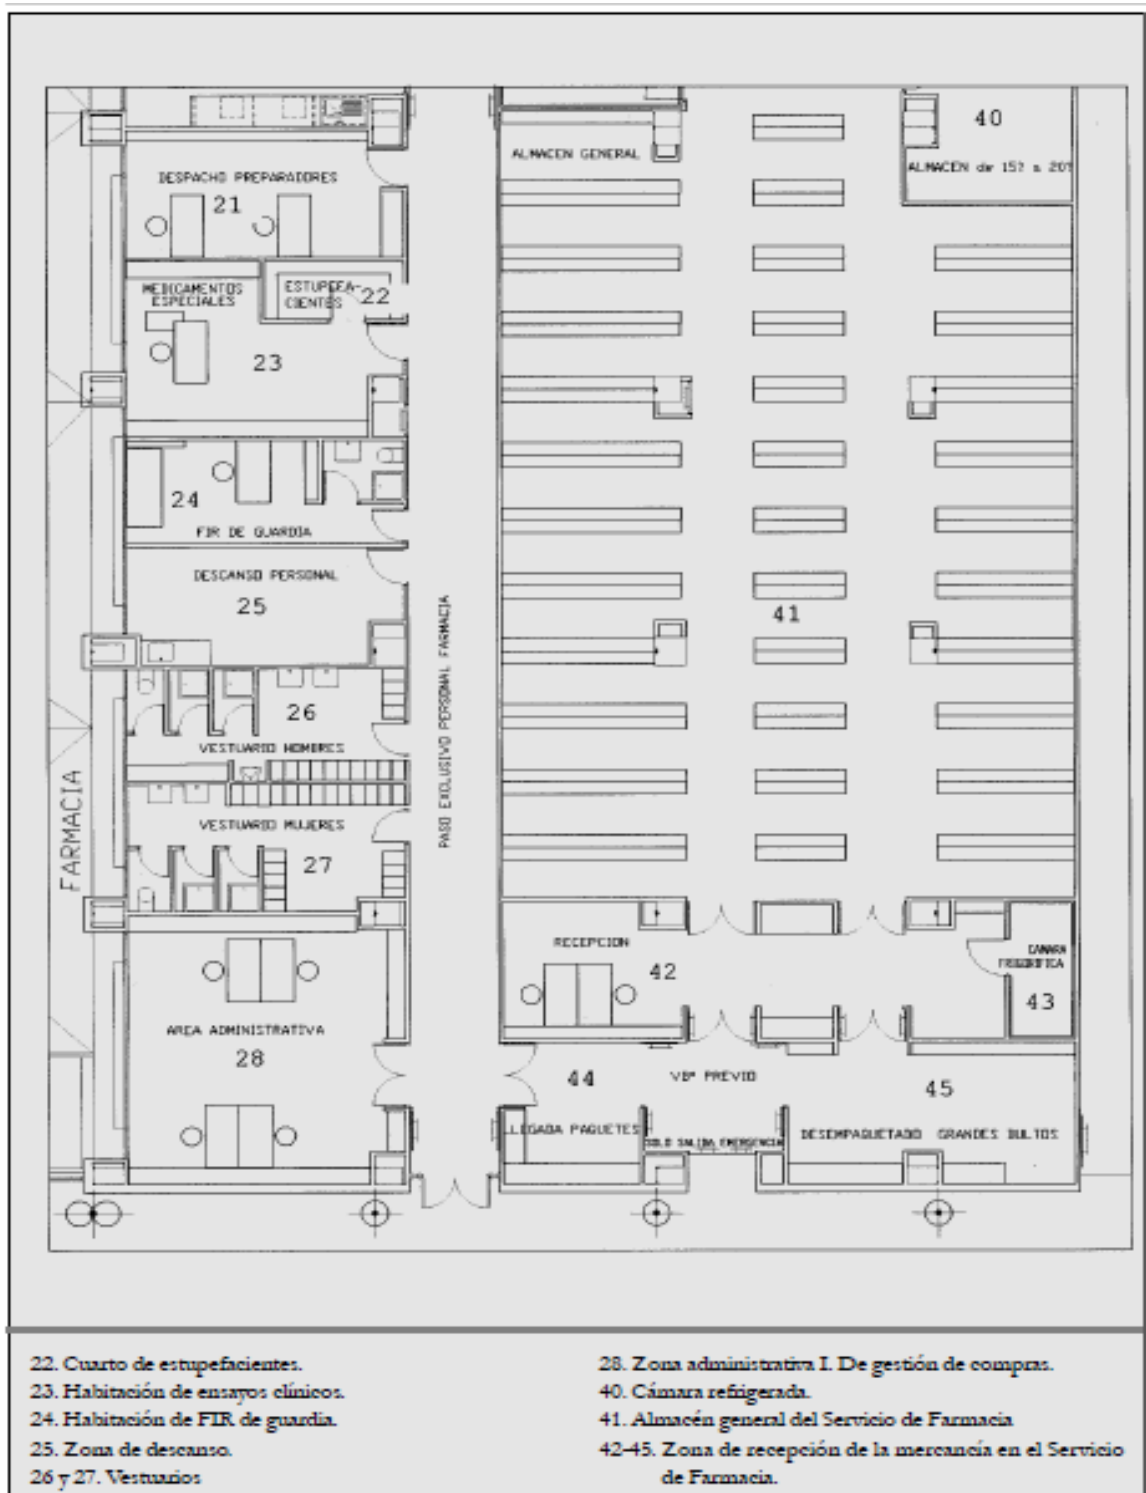 40
ALMACEN GENERAL
ALMACEN de 15? a 20?
DESPACHO PREPARADORES
21
MEDICAMENTOS
ESPECIALES
ESTUPEFA-
CIENTES
22
23
24
FIR DE GUARDIA
DESCANSO PERSONAL
25
41
PASO EXCLUSIVO PERSONAL FARMACIA
26
VESTUARIO HOMBRES
FARMACIA
VESTUARIO MUJERES
27
RECEPCION
42
CAMARA
FRIGORIFICA
43
AREA ADMINISTRATIVA
28
44
VBº PREVIO
45
LLEGADA PAQUETES
SOLO SALIDA EMERGENCIA
DESEMPAQUETADO GRANDES BULTOS
22. Cuarto de estupefacientes.
23. Habitación de ensayos clínicos.
24. Habitación de FIR de guardia.
25. Zona de descanso.
26 y 27. Vestuarios
28. Zona administrativa I. De gestión de compras.
40. Cámara refrigerada.
41. Almacén general del Servicio de Farmacia
42-45. Zona de recepción de la mercancía en el Servicio
de Farmacia.